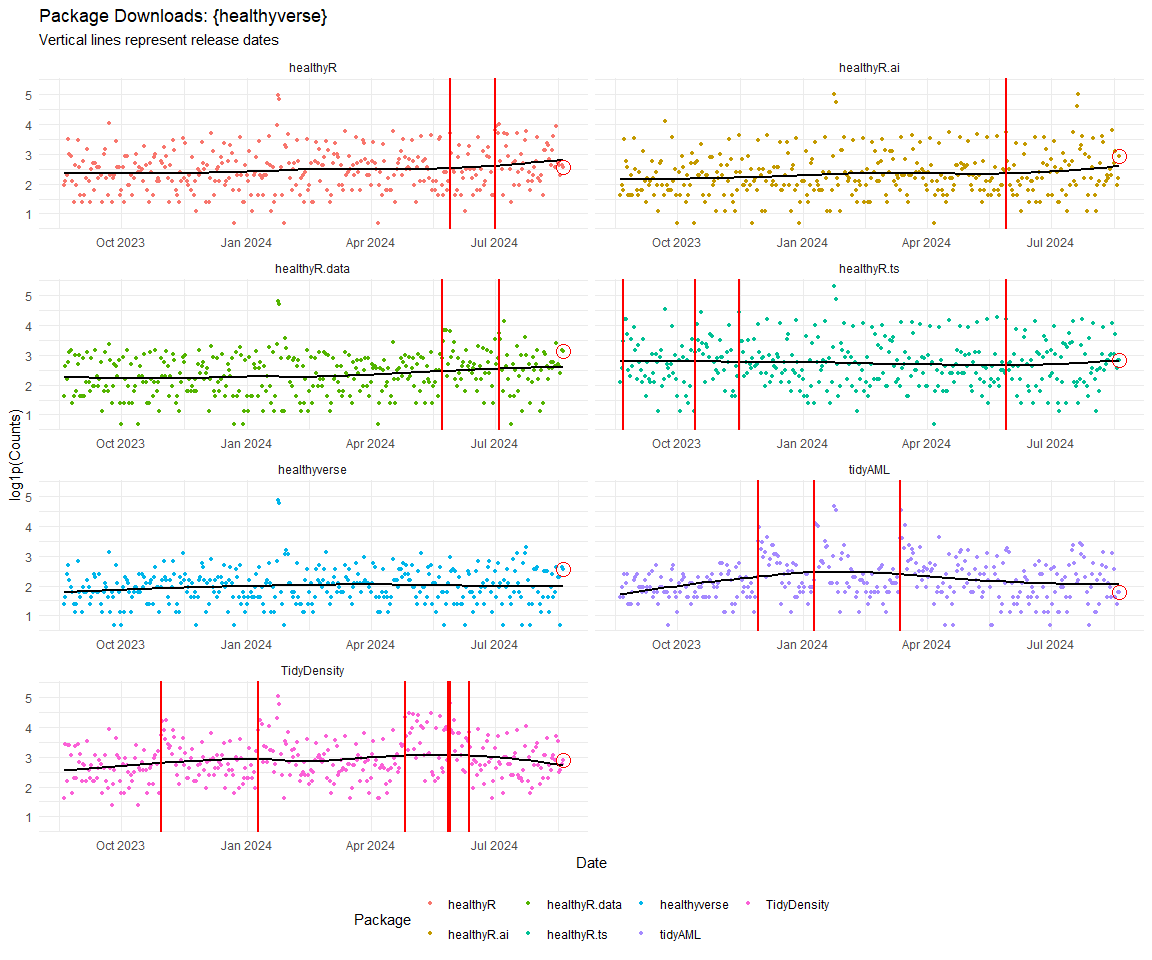 Package Downloads: {healthyverse}
Vertical lines represent release dates
healthyR
healthyR.ai
5
4
3
2
1
Oct 2023
Jan 2024
Apr 2024
Jul 2024
Oct 2023
Jan 2024
Apr 2024
Jul 2024
healthyR.data
healthyR.ts
5
4
3
2
1
Oct 2023
Jan 2024
Apr 2024
Jul 2024
Oct 2023
Jan 2024
Apr 2024
Jul 2024
log1p(Counts)
healthyverse
tidyAML
5
4
3
2
1
Oct 2023
Jan 2024
Apr 2024
Jul 2024
Oct 2023
Jan 2024
Apr 2024
Jul 2024
TidyDensity
5
4
3
2
1
Oct 2023
Jan 2024
Apr 2024
Jul 2024
Date
Package
healthyR
healthyR.data
healthyverse
TidyDensity
healthyR.ai
healthyR.ts
tidyAML